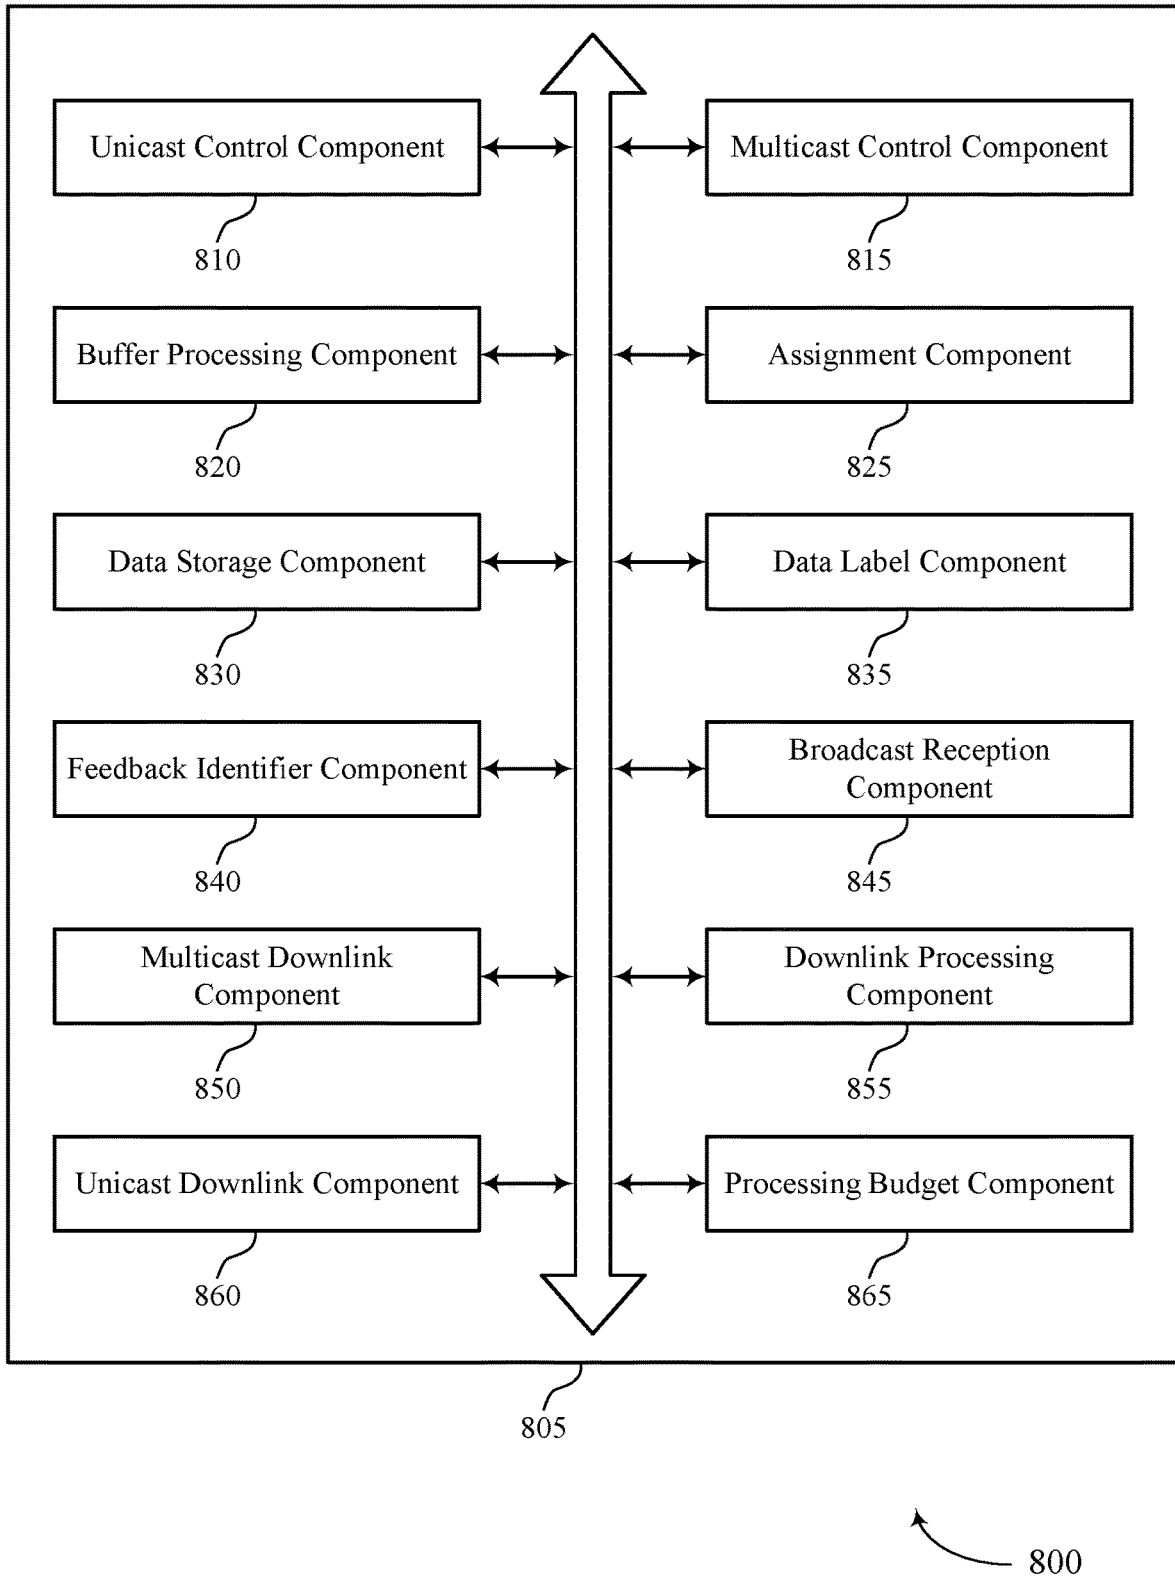 Unicast Control Component
810
Multicast Control Component
815
Buffer Processing Component
820
Assignment Component
825
Data Storage Component
830
Data Label Component
835
Feedback Identifier Component
840
Broadcast Reception
Component
845
Multicast Downlink
Component
850
Downlink Processing
Component
855
Unicast Downlink Component
860
Processing Budget Component
865
805
800